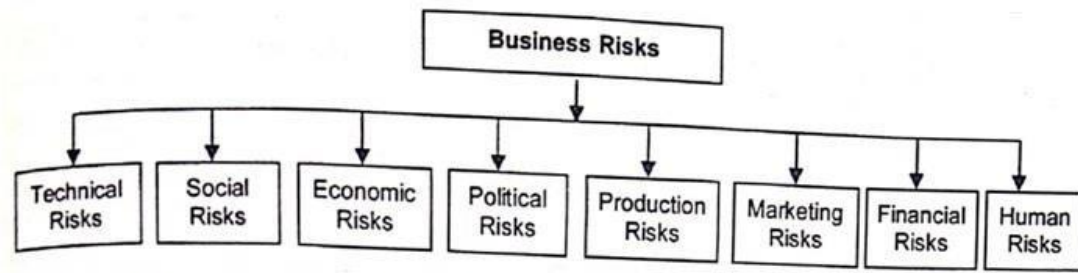 Business Risks
Technical
Risks
Social
Risks
Economic
Risks
Political
Risks
Production
Risks
Marketing
Risks
Financial
Risks
Human
Risks